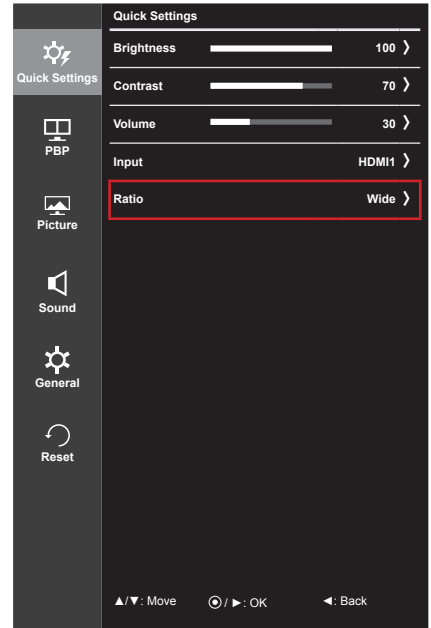 Quick Settings
Quick Settings
Brightness 100 ❭
Contrast 70 ❭
Volume 30 ❭
Input HDMI1 ❭
Ratio Wide ❭
PBP
Picture
Sound
General
Reset
▲/▼: Move ⦿ / ►: OK ◄: Back